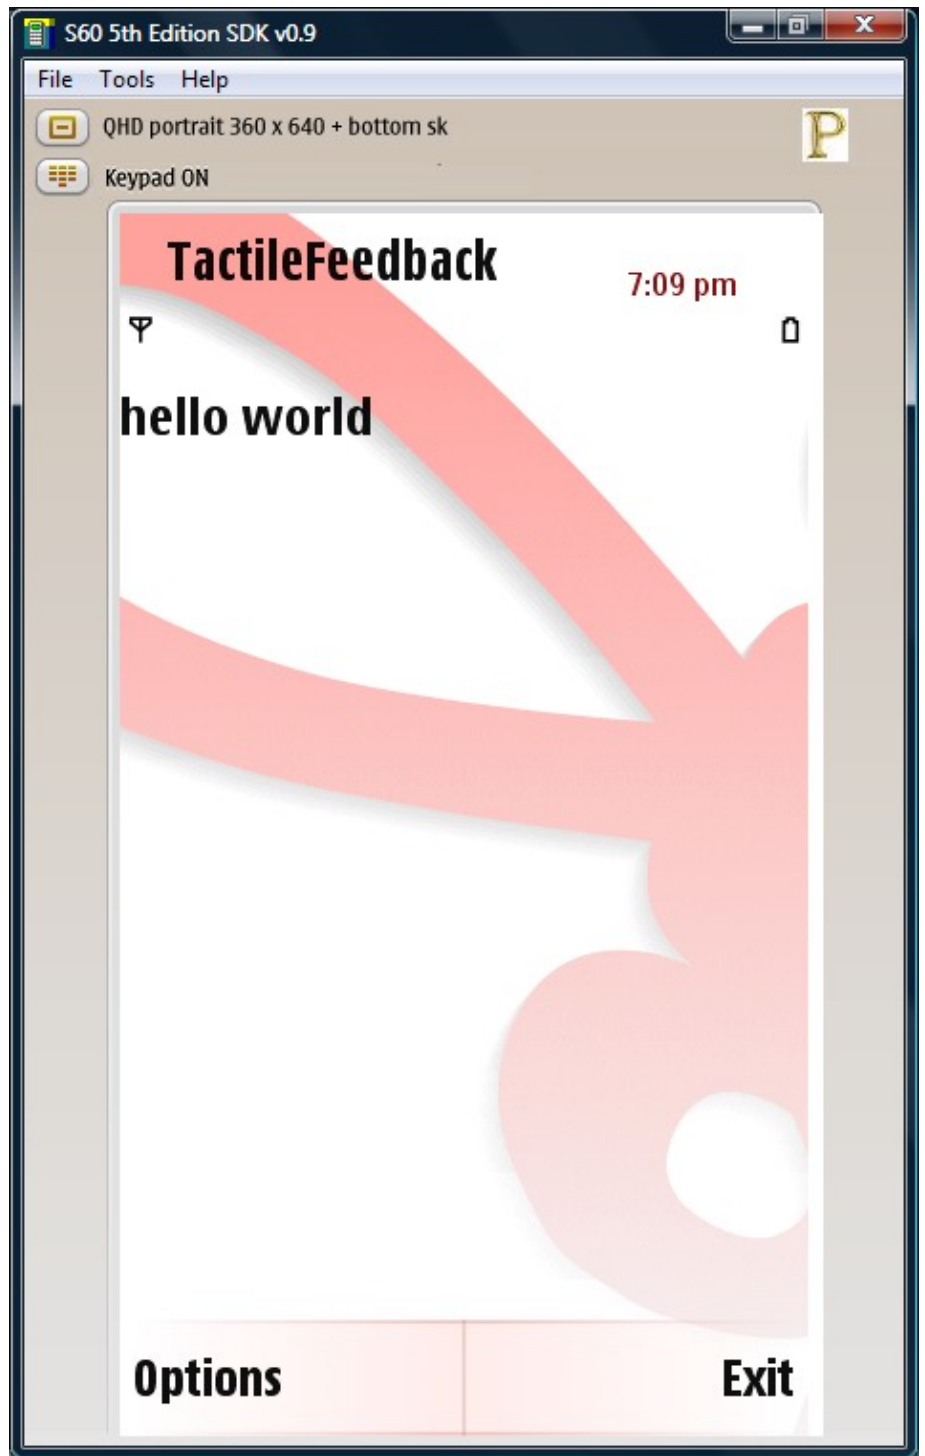 S60 5th Edition SDK v0.9
File Tools Help
QHD portrait 360 x 640 + bottom sk
P
Keypad ON
TactileFeedback
7:09 pm
hello world
Options Exit